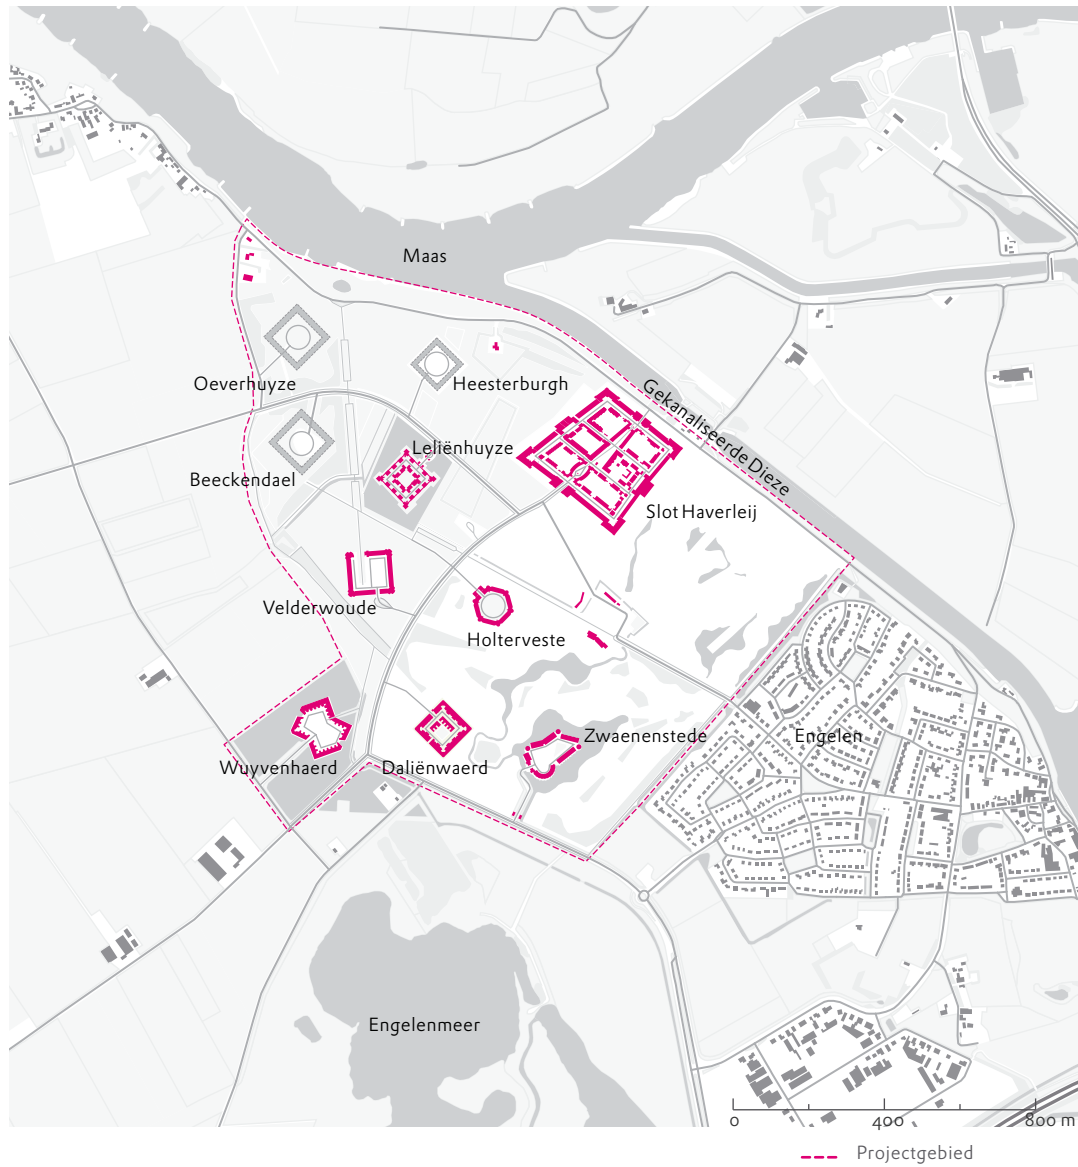 Maas
Oeverhuyze
Heesterburgh
Gekanaliseerde Dieze
Leliënhuyze
Beeckendael
Slot Haverleij
Velderwoude
Holterveste
Zwaenenstede
Engelen
Wuyvenhaerd
Daliënwaerd
Engelenmeer
0 400 800 m
Projectgebied